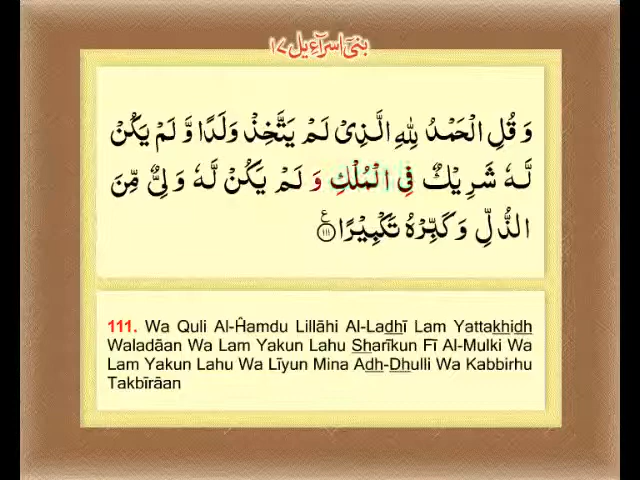 بنیٓ اسرآءیل ١٧
وَ قُلِ الْحَمْدُ لِلّٰهِ الَّذِیْ لَمْ یَتَّخِذْ وَلَدًا وَّ لَمْ یَكُنْ
لَّهٗ شَرِیْكٌ فِی الْمُلْكِ وَ لَمْ یَكُنْ لَّهٗ وَلِیٌّ مِّنَ
الذُّلِّ وَ كَبِّرْهُ تَكْبِیْرًا ع ١١١
111. Wa Quli Al-Ĥamdu Lillāhi Al-Ladhī Lam Yattakhidh
Waladāan Wa Lam Yakun Lahu Sharīkun Fī Al-Mulki Wa
Lam Yakun Lahu Wa Līyun Mina Adh-Dhulli Wa Kabbirhu
Takbīrāan